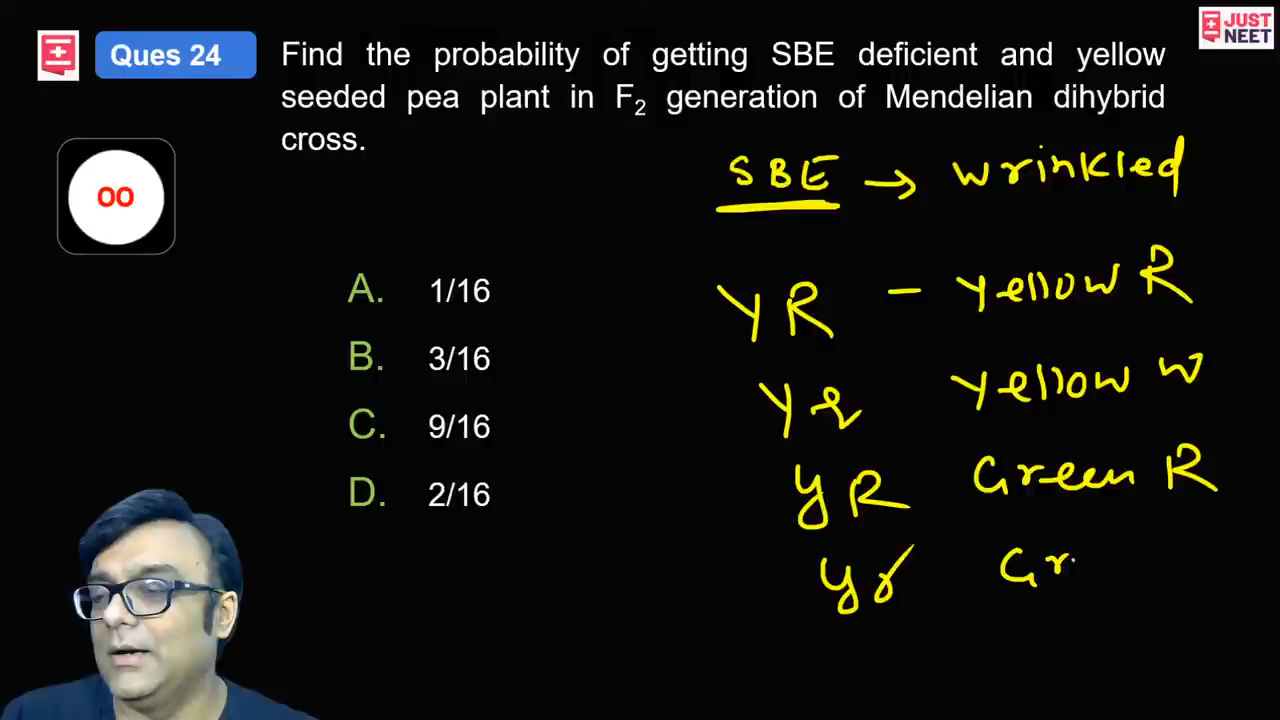 JUST
NEET
Ques 24
Find the probability of getting SBE deficient and yellow
seeded pea plant in F₂ generation of Mendelian dihybrid
cross.
00
SBE → wrinkled
A. 1/16
B. 3/16
C. 9/16
D. 2/16
YR - Yellow R
Yr Yellow W
yR Green R
yr Gr